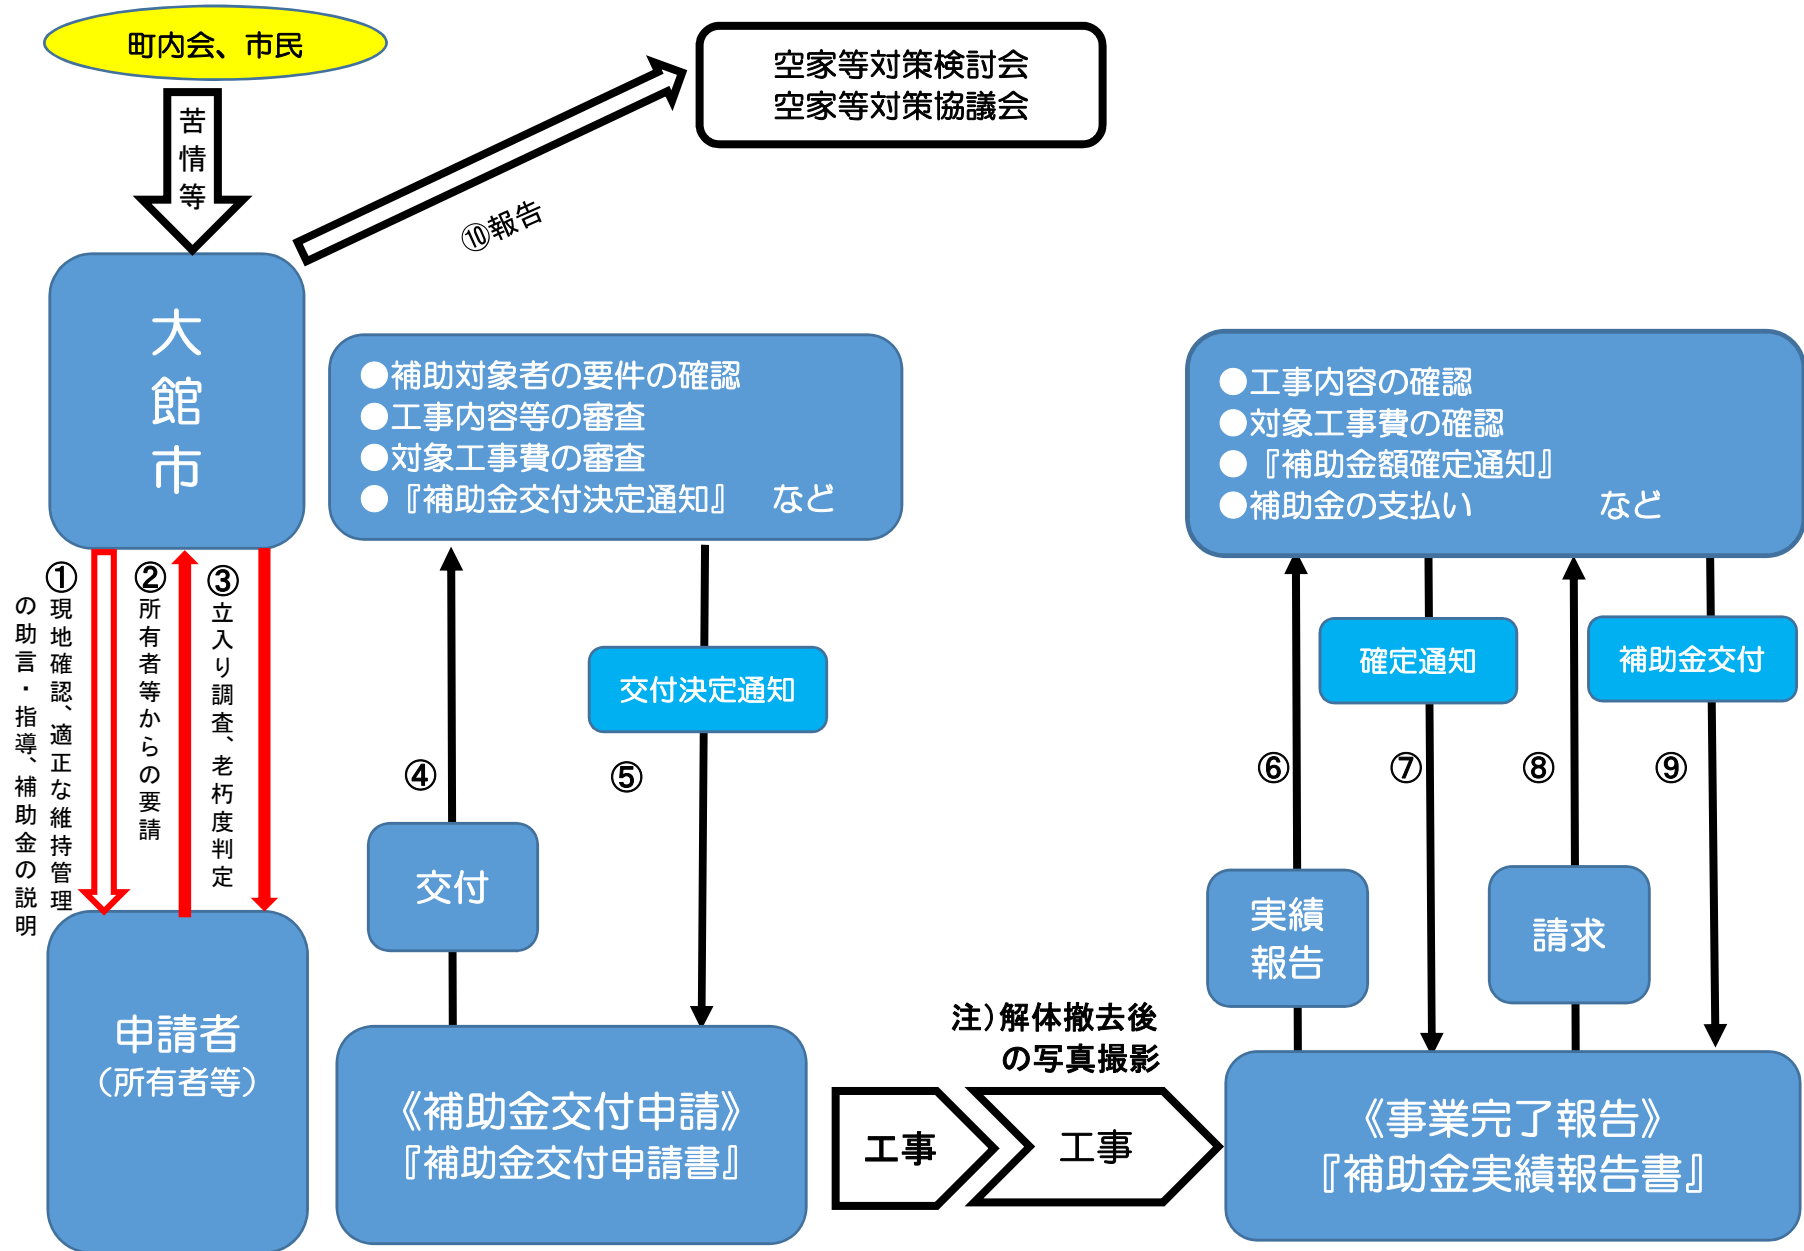 町内会、市民
苦情等
空家等対策検討会
空家等対策協議会
⑩報告
大館市
●補助対象者の要件の確認
●工事内容等の審査
●対象工事費の審査
●『補助金交付決定通知』 など
●工事内容の確認
●対象工事費の確認
●『補助金額確定通知』
●補助金の支払い など
①現地確認、適正な維持管理
の助言・指導、補助金の説明
②所有者等からの要請
③立入り調査、老朽度判定
④
交付
交付決定通知
⑤
確定通知
補助金交付
⑥
⑦
⑧
⑨
実績
報告
請求
申請者
（所有者等）
《補助金交付申請》
『補助金交付申請書』
注）解体撤去後
の写真撮影
工事
工事
《事業完了報告》
『補助金実績報告書』